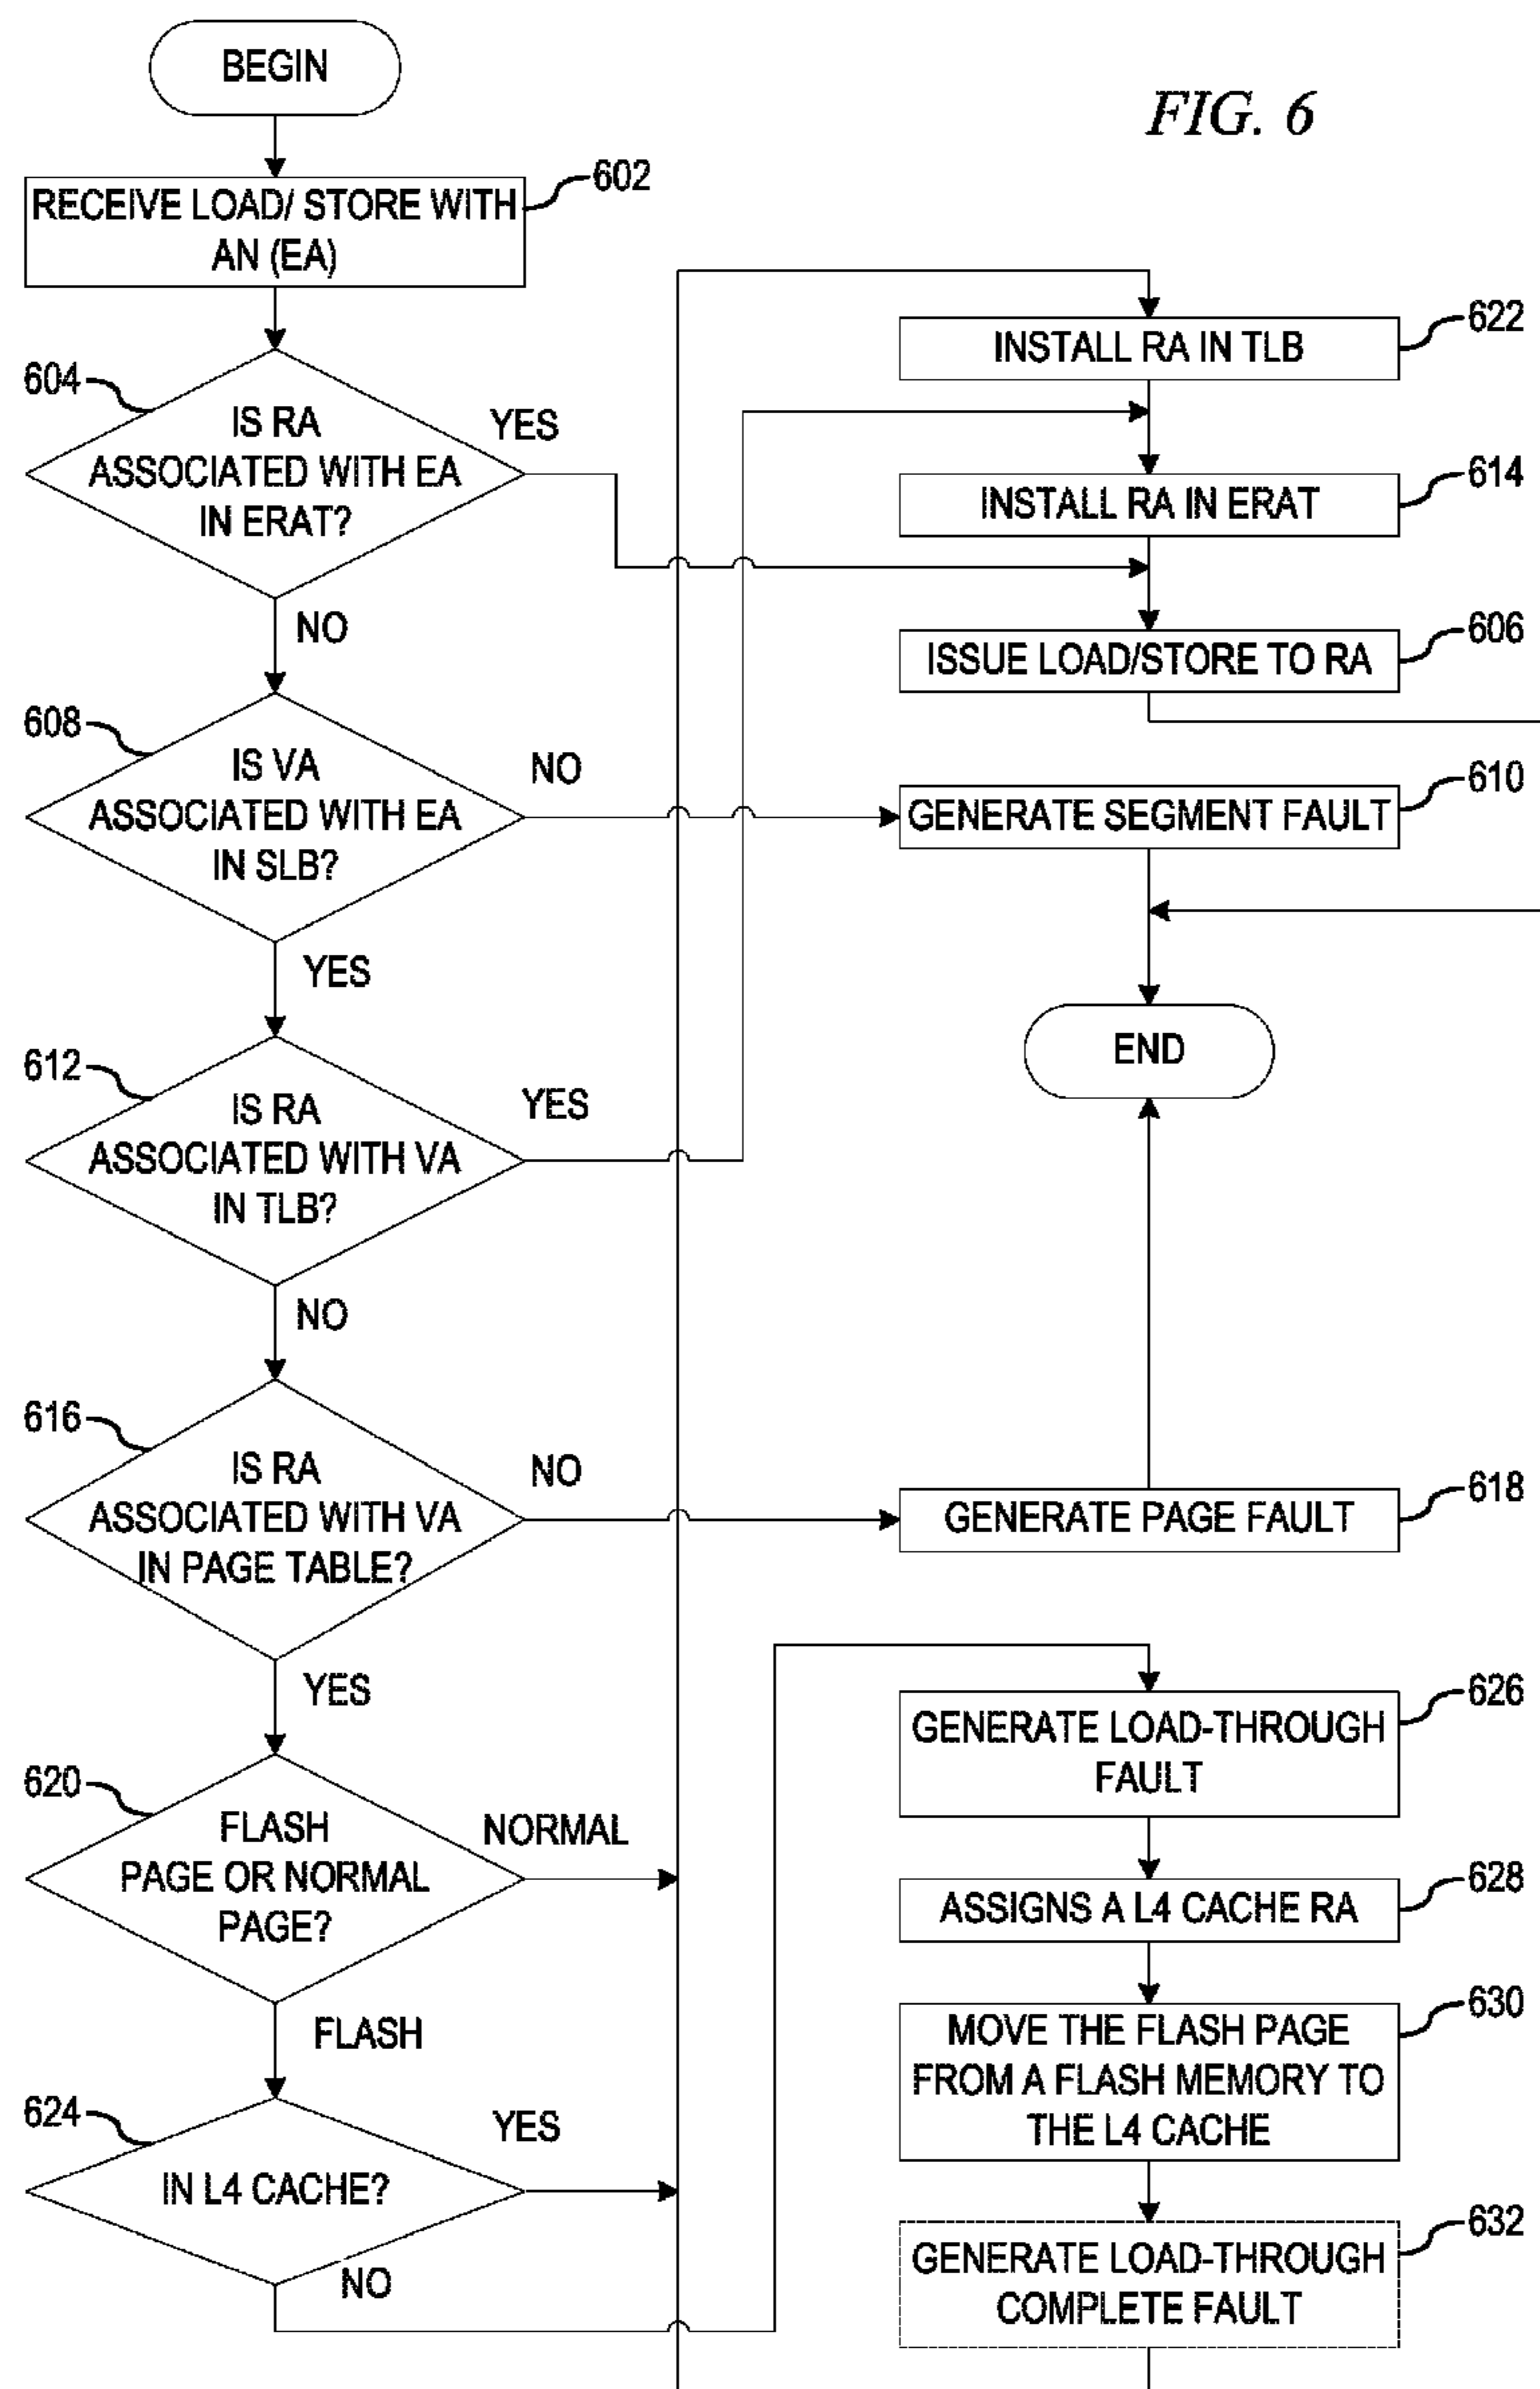 BEGIN
FIG. 6
602
RECEIVE LOAD/ STORE WITH
AN (EA)
604
IS RA
ASSOCIATED WITH EA
IN ERAT?
YES
NO
608
IS VA
ASSOCIATED WITH EA
IN SLB?
NO
YES
612
IS RA
ASSOCIATED WITH VA
IN TLB?
YES
NO
616
IS RA
ASSOCIATED WITH VA
IN PAGE TABLE?
NO
YES
620
FLASH
PAGE OR NORMAL
PAGE?
NORMAL
FLASH
624
IN L4 CACHE?
YES
NO
622
INSTALL RA IN TLB
614
INSTALL RA IN ERAT
606
ISSUE LOAD/STORE TO RA
610
GENERATE SEGMENT FAULT
END
618
GENERATE PAGE FAULT
626
GENERATE LOAD-THROUGH
FAULT
628
ASSIGNS A L4 CACHE RA
630
MOVE THE FLASH PAGE
FROM A FLASH MEMORY TO
THE L4 CACHE
632
GENERATE LOAD-THROUGH
COMPLETE FAULT